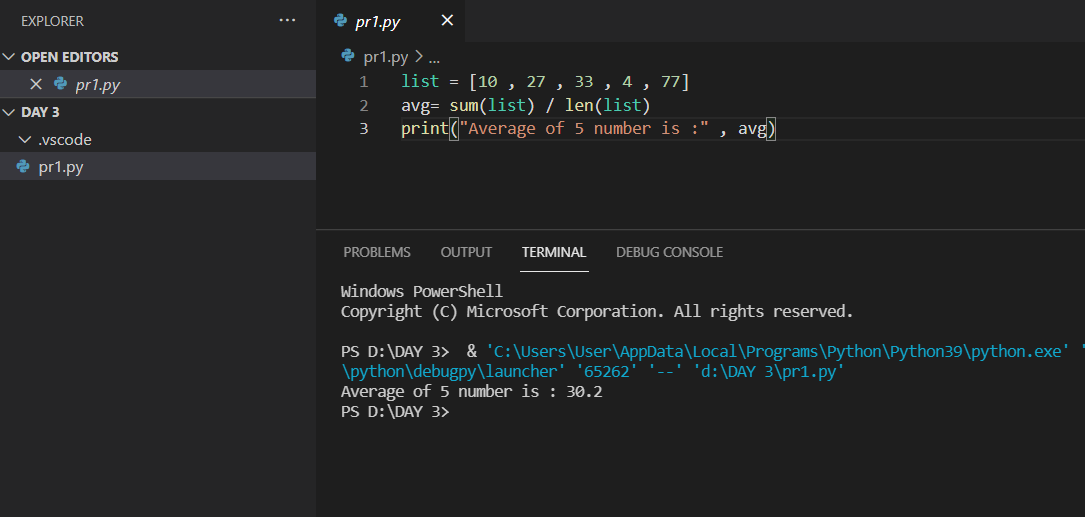 EXPLORER ...
OPEN EDITORS
pr1.py
DAY 3
.vscode
pr1.py
pr1.py
pr1.py > ...
1 list = [10 , 27 , 33 , 4 , 77]
2 avg= sum(list) / len(list)
3 print("Average of 5 number is :" , avg)
PROBLEMS OUTPUT TERMINAL DEBUG CONSOLE
Windows PowerShell
Copyright (C) Microsoft Corporation. All rights reserved.
PS D:\DAY 3> & 'C:\Users\User\AppData\Local\Programs\Python\Python39\python.exe' '
\python\debugpy\launcher' '65262' '--' 'd:\DAY 3\pr1.py'
Average of 5 number is : 30.2
PS D:\DAY 3>